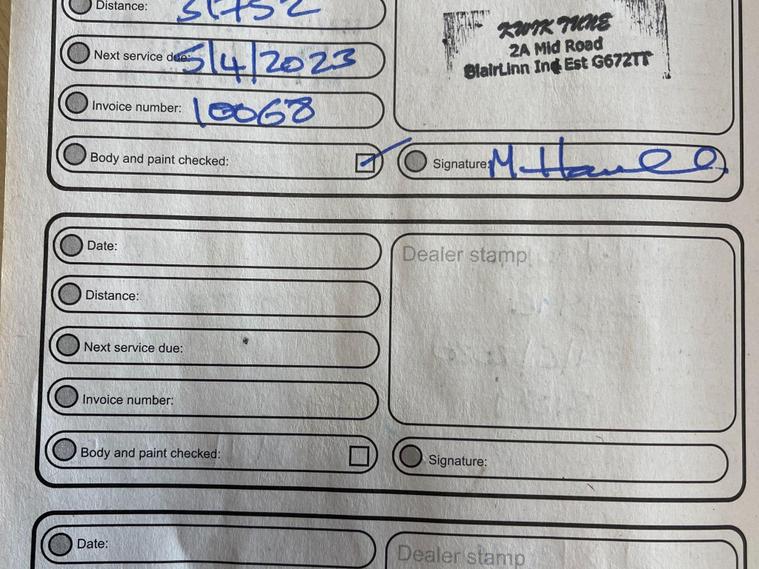 Distance: 51752
KWIK TUNE
2A Mid Road
BlairLinn Ind Est G672TT
Next service due: 5/4/2023
Invoice number: 10068
Body and paint checked:
Signature:
Date:
Dealer stamp
Distance:
Next service due:
Invoice number:
Body and paint checked:
Signature:
Date:
Dealer stamp